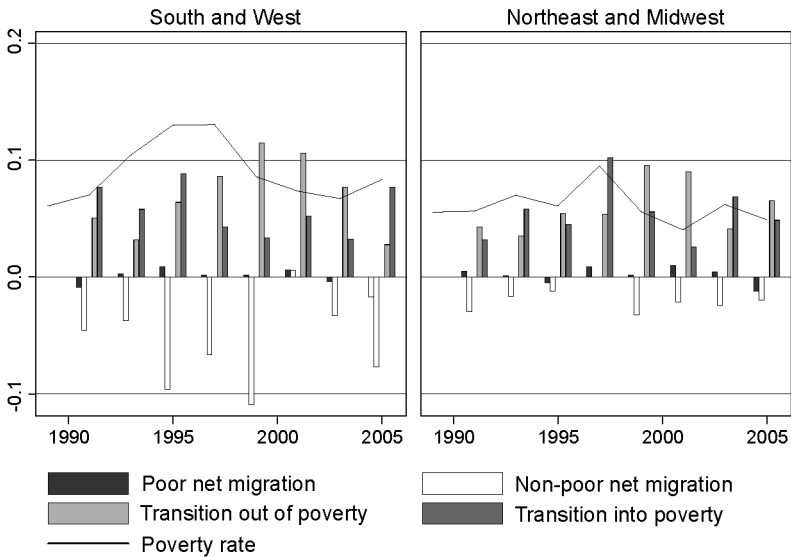 South and West
Northeast and Midwest
0.2
0.1
0.0
-0.1
1990 1995 2000 2005
1990 1995 2000 2005
Poor net migration
Non-poor net migration
Transition out of poverty
Transition into poverty
Poverty rate